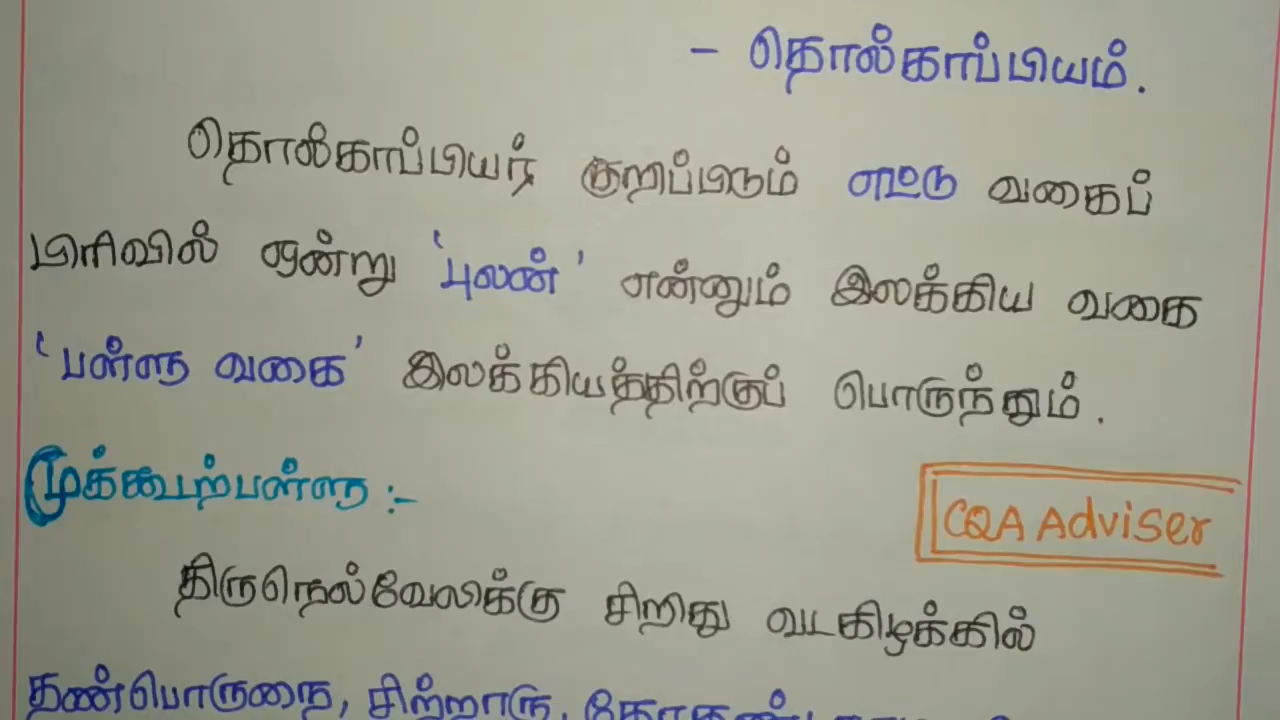 - தொல்காப்பியம்.
தொல்காப்பியர் குறிப்பிடும் எட்டு வகைப்
பிரிவில் ஒன்று 'புலன்' என்னும் இலக்கிய வகை
'பள்ளு வகை' இலக்கியத்திற்குப் பொருந்தும்.
முக்கூடற்பள்ளு :-
CQA Adviser
திருநெல்வேலிக்கு சிறிது வடகிழக்கில்
தண்பொருநை, சிற்றாறு,